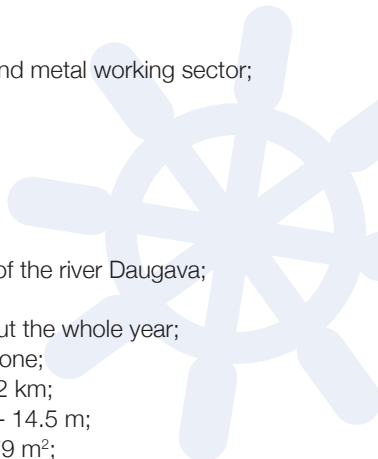 nd metal working sector;
of the river Daugava;
ut the whole year;
one;
2 km;
- 14.5 m;
9 m²;